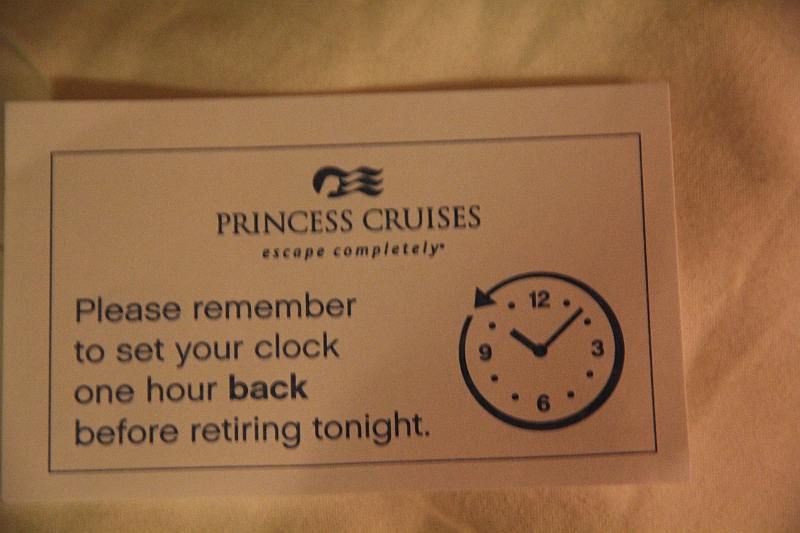 PRINCESS CRUISES
escape completely®
Please remember
to set your clock
one hour back
before retiring tonight.
12
9
3
6